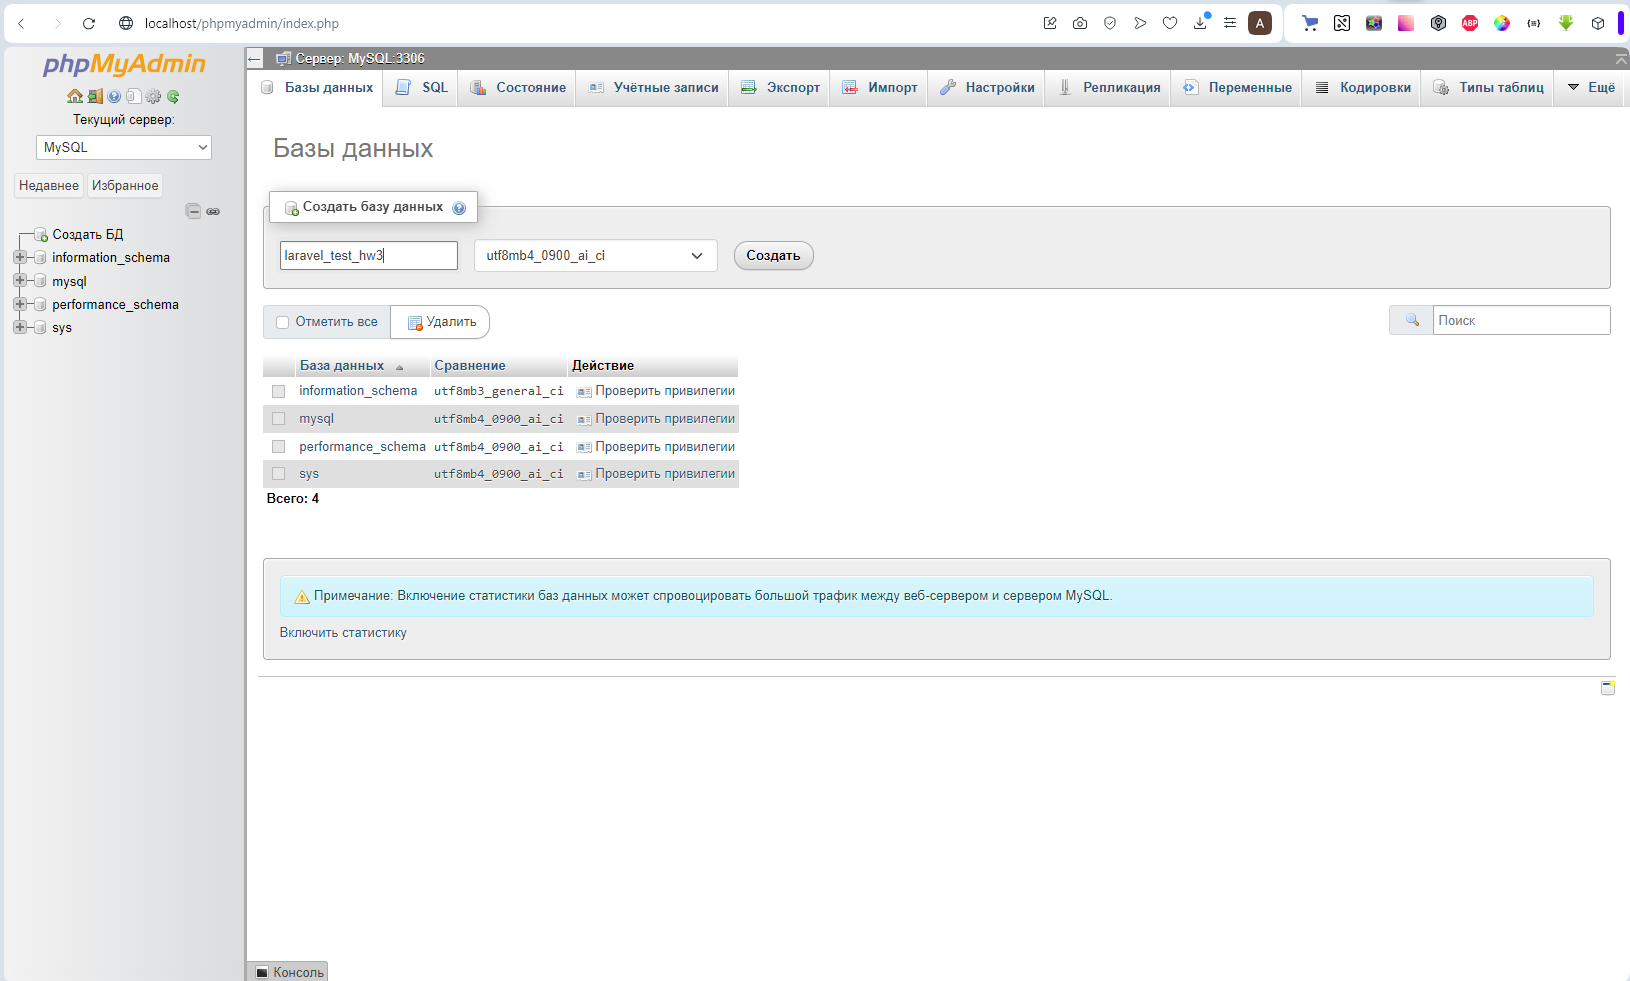 localhost/phpmyadmin/index.php
A
ABP
phpMyAdmin
Текущий сервер:
MySQL
Недавнее Избранное
Создать БД
information_schema
mysql
performance_schema
sys
Сервер: MySQL:3306
Базы данных SQL Состояние Учётные записи Экспорт Импорт Настройки Репликация Переменные Кодировки Типы таблиц Ещё
Базы данных
Создать базу данных
laravel_test_hw3 utf8mb4_0900_ai_ci Создать
Отметить все Удалить Поиск
База данных Сравнение Действие
information_schema utf8mb3_general_ci Проверить привилегии
mysql utf8mb4_0900_ai_ci Проверить привилегии
performance_schema utf8mb4_0900_ai_ci Проверить привилегии
sys utf8mb4_0900_ai_ci Проверить привилегии
Всего: 4
Примечание: Включение статистики баз данных может спровоцировать большой трафик между веб-сервером и сервером MySQL.
Включить статистику
Консоль